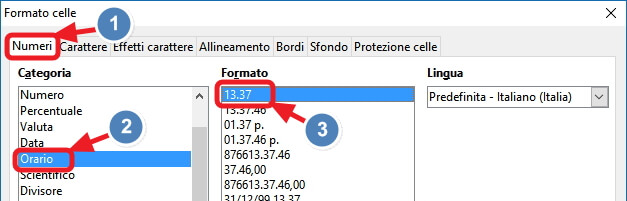 Formato celle
1
Numeri Carattere Effetti carattere Allineamento Bordi Sfondo Protezione celle
Categoria
Numero
Percentuale
Valuta
Data
Orario
Scientifico
Divisore
2
Formato
13.37
13.37.46
01.37 p.
01.37.46 p.
876613.37.46
37.46,00
876613.37.46,00
31/12/99 13.37
3
Lingua
Predefinita - Italiano (Italia)